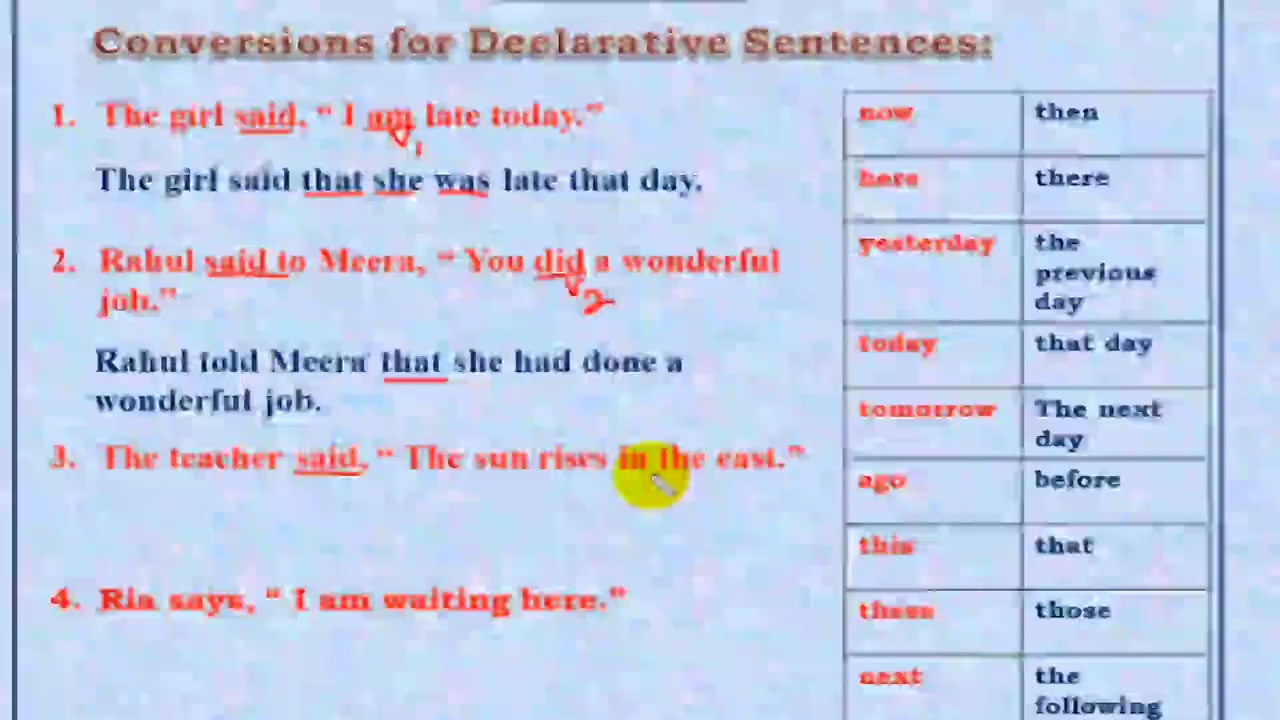 Conversions for Declarative Sentences:
1. The girl said, “ I am late today.”
1
The girl said that she was late that day.
2. Rahul said to Meera, “ You did a wonderful
job.”
2
Rahul told Meera that she had done a
wonderful job.
3. The teacher said, “ The sun rises in the east.”
4. Ria says, “ I am waiting here.”
now then
here there
yesterday the
previous
day
today that day
tomorrow The next
day
ago before
this that
these those
next the
following